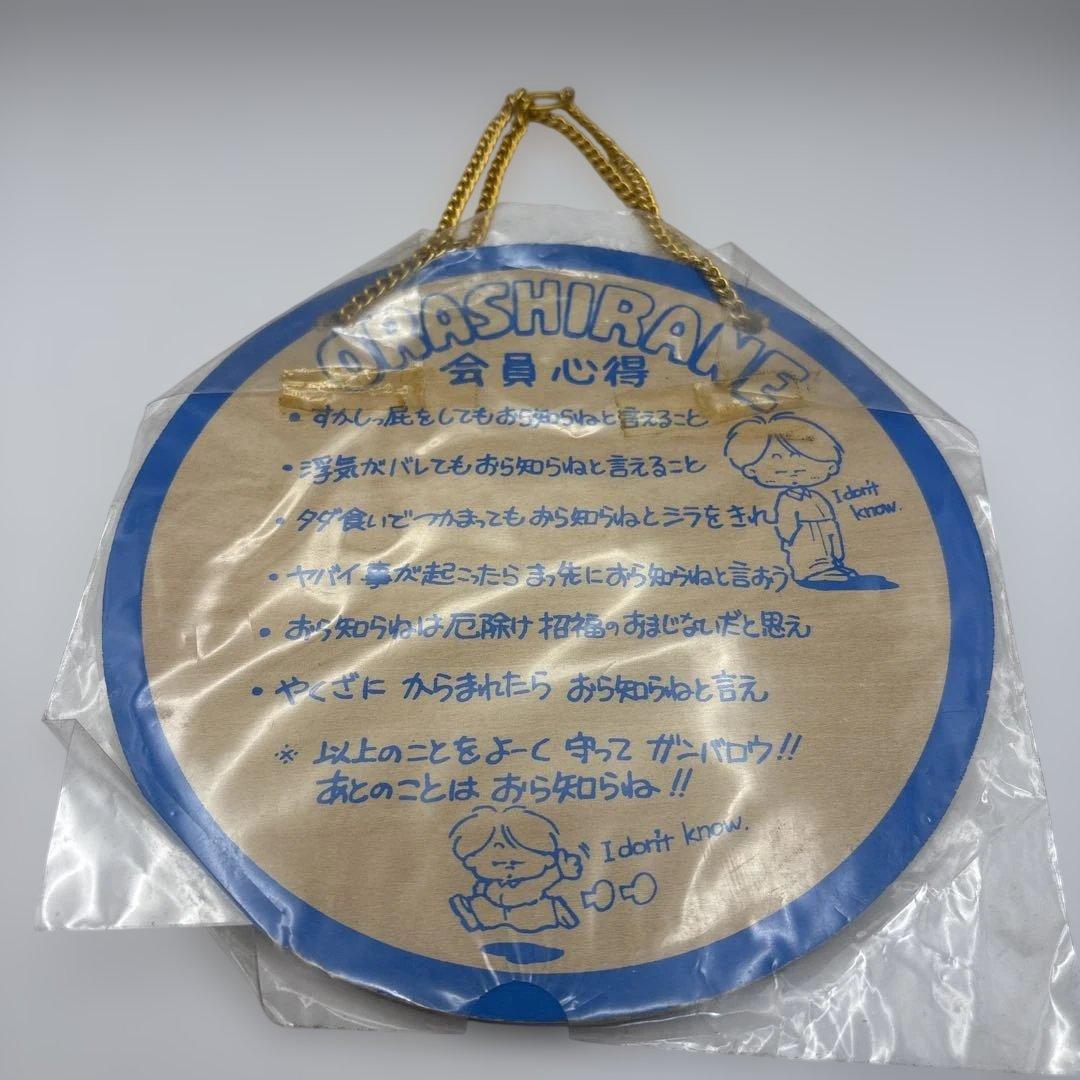 ORASHIRANE
会員心得
• すかしっ屁をしてもおら知らねと言えること
• 浮気がバレてもおら知らねと言えること
• タダ食いでつかまってもおら知らねとシラをきれ
I don't
know.
• ヤバイ事が起こったらまっ先におら知らねと言おう
• おら知らねは厄除け招福のおまじないだと思え
• やくざに からまれたら おら知らねと言え
※ 以上のことをよーく 守って ガンバロウ!!
あとのことは おら知らね!!
I don't know.